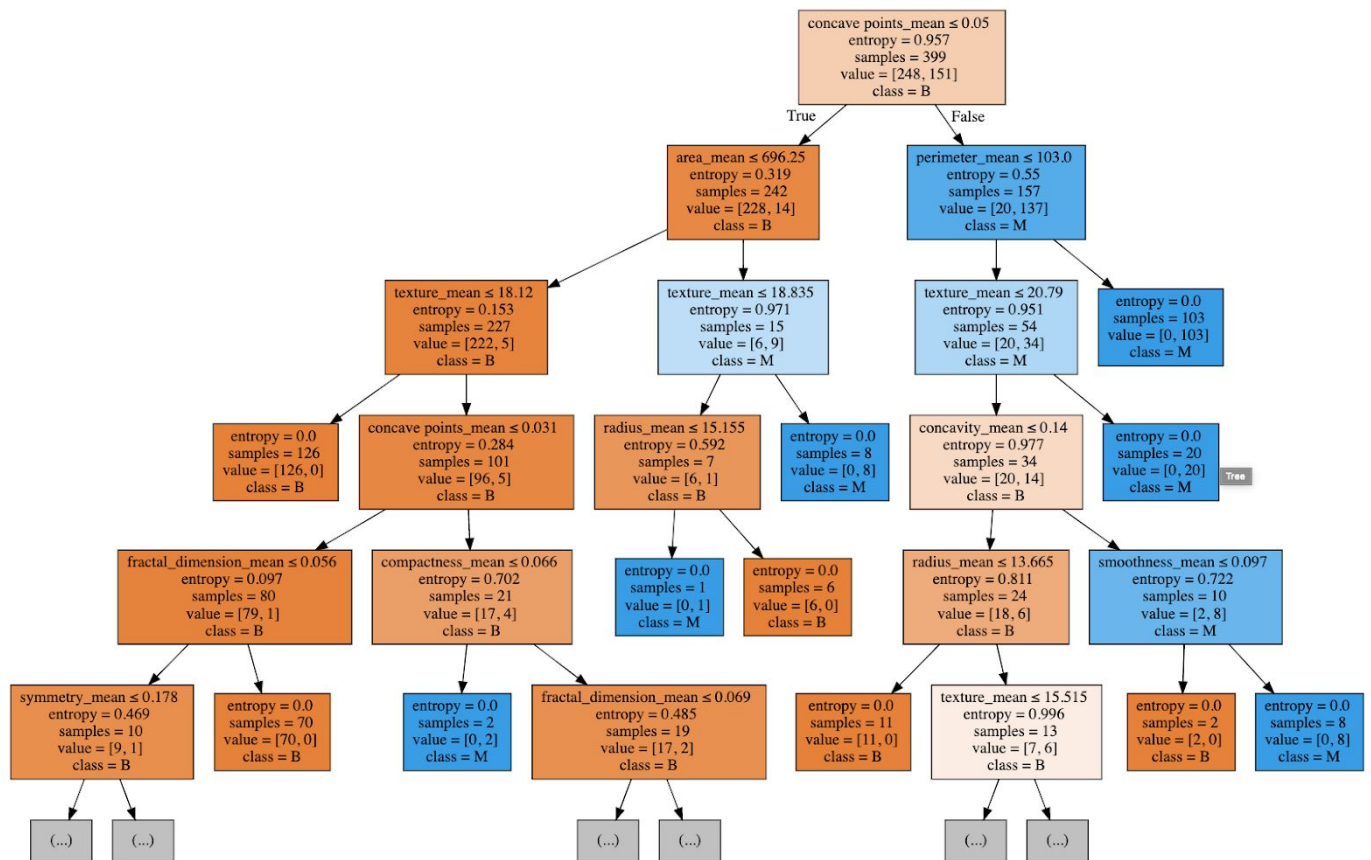 concave points_mean ≤ 0.05
entropy = 0.957
samples = 399
value = [248, 151]
class = B
True
False
area_mean ≤ 696.25
entropy = 0.319
samples = 242
value = [228, 14]
class = B
perimeter_mean ≤ 103.0
entropy = 0.55
samples = 157
value = [20, 137]
class = M
texture_mean ≤ 18.12
entropy = 0.153
samples = 227
value = [222, 5]
class = B
texture_mean ≤ 18.835
entropy = 0.971
samples = 15
value = [6, 9]
class = M
texture_mean ≤ 20.79
entropy = 0.951
samples = 54
value = [20, 34]
class = M
entropy = 0.0
samples = 103
value = [0, 103]
class = M
entropy = 0.0
samples = 126
value = [126, 0]
class = B
concave points_mean ≤ 0.031
entropy = 0.284
samples = 101
value = [96, 5]
class = B
radius_mean ≤ 15.155
entropy = 0.592
samples = 7
value = [6, 1]
class = B
entropy = 0.0
samples = 8
value = [0, 8]
class = M
concavity_mean ≤ 0.14
entropy = 0.977
samples = 34
value = [20, 14]
class = B
entropy = 0.0
samples = 20
value = [0, 20]
class = M
Tree
fractal_dimension_mean ≤ 0.056
entropy = 0.097
samples = 80
value = [79, 1]
class = B
compactness_mean ≤ 0.066
entropy = 0.702
samples = 21
value = [17, 4]
class = B
entropy = 0.0
samples = 1
value = [0, 1]
class = M
entropy = 0.0
samples = 6
value = [6, 0]
class = B
radius_mean ≤ 13.665
entropy = 0.811
samples = 24
value = [18, 6]
class = B
smoothness_mean ≤ 0.097
entropy = 0.722
samples = 10
value = [2, 8]
class = M
symmetry_mean ≤ 0.178
entropy = 0.469
samples = 10
value = [9, 1]
class = B
entropy = 0.0
samples = 70
value = [70, 0]
class = B
entropy = 0.0
samples = 2
value = [0, 2]
class = M
fractal_dimension_mean ≤ 0.069
entropy = 0.485
samples = 19
value = [17, 2]
class = B
entropy = 0.0
samples = 11
value = [11, 0]
class = B
texture_mean ≤ 15.515
entropy = 0.996
samples = 13
value = [7, 6]
class = B
entropy = 0.0
samples = 2
value = [2, 0]
class = B
entropy = 0.0
samples = 8
value = [0, 8]
class = M
(...)
(...)
(...)
(...)
(...)
(...)